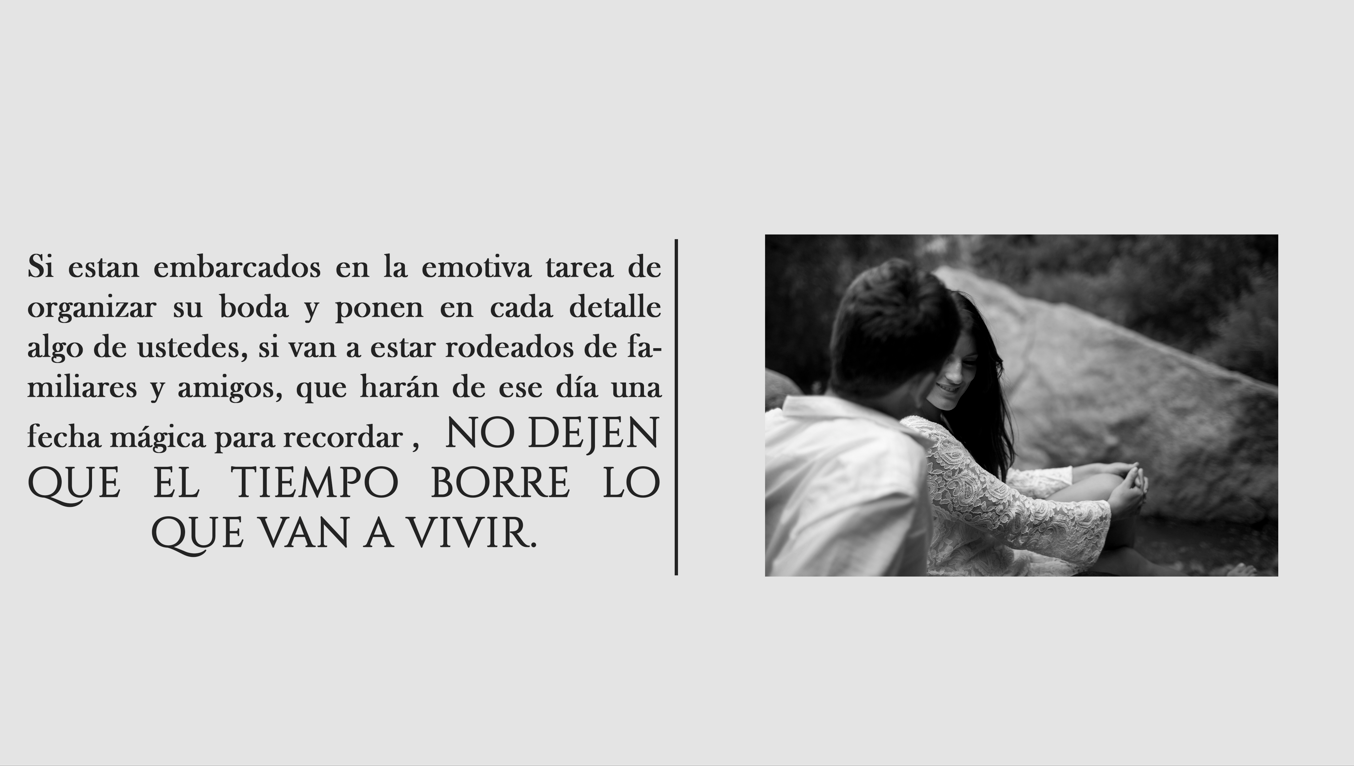 Si estan embarcados en la emotiva tarea de
organizar su boda y ponen en cada detalle
algo de ustedes, si van a estar rodeados de fa-
miliares y amigos, que harán de ese día una
fecha mágica para recordar , NO DEJEN
QUE EL TIEMPO BORRE LO
QUE VAN A VIVIR.